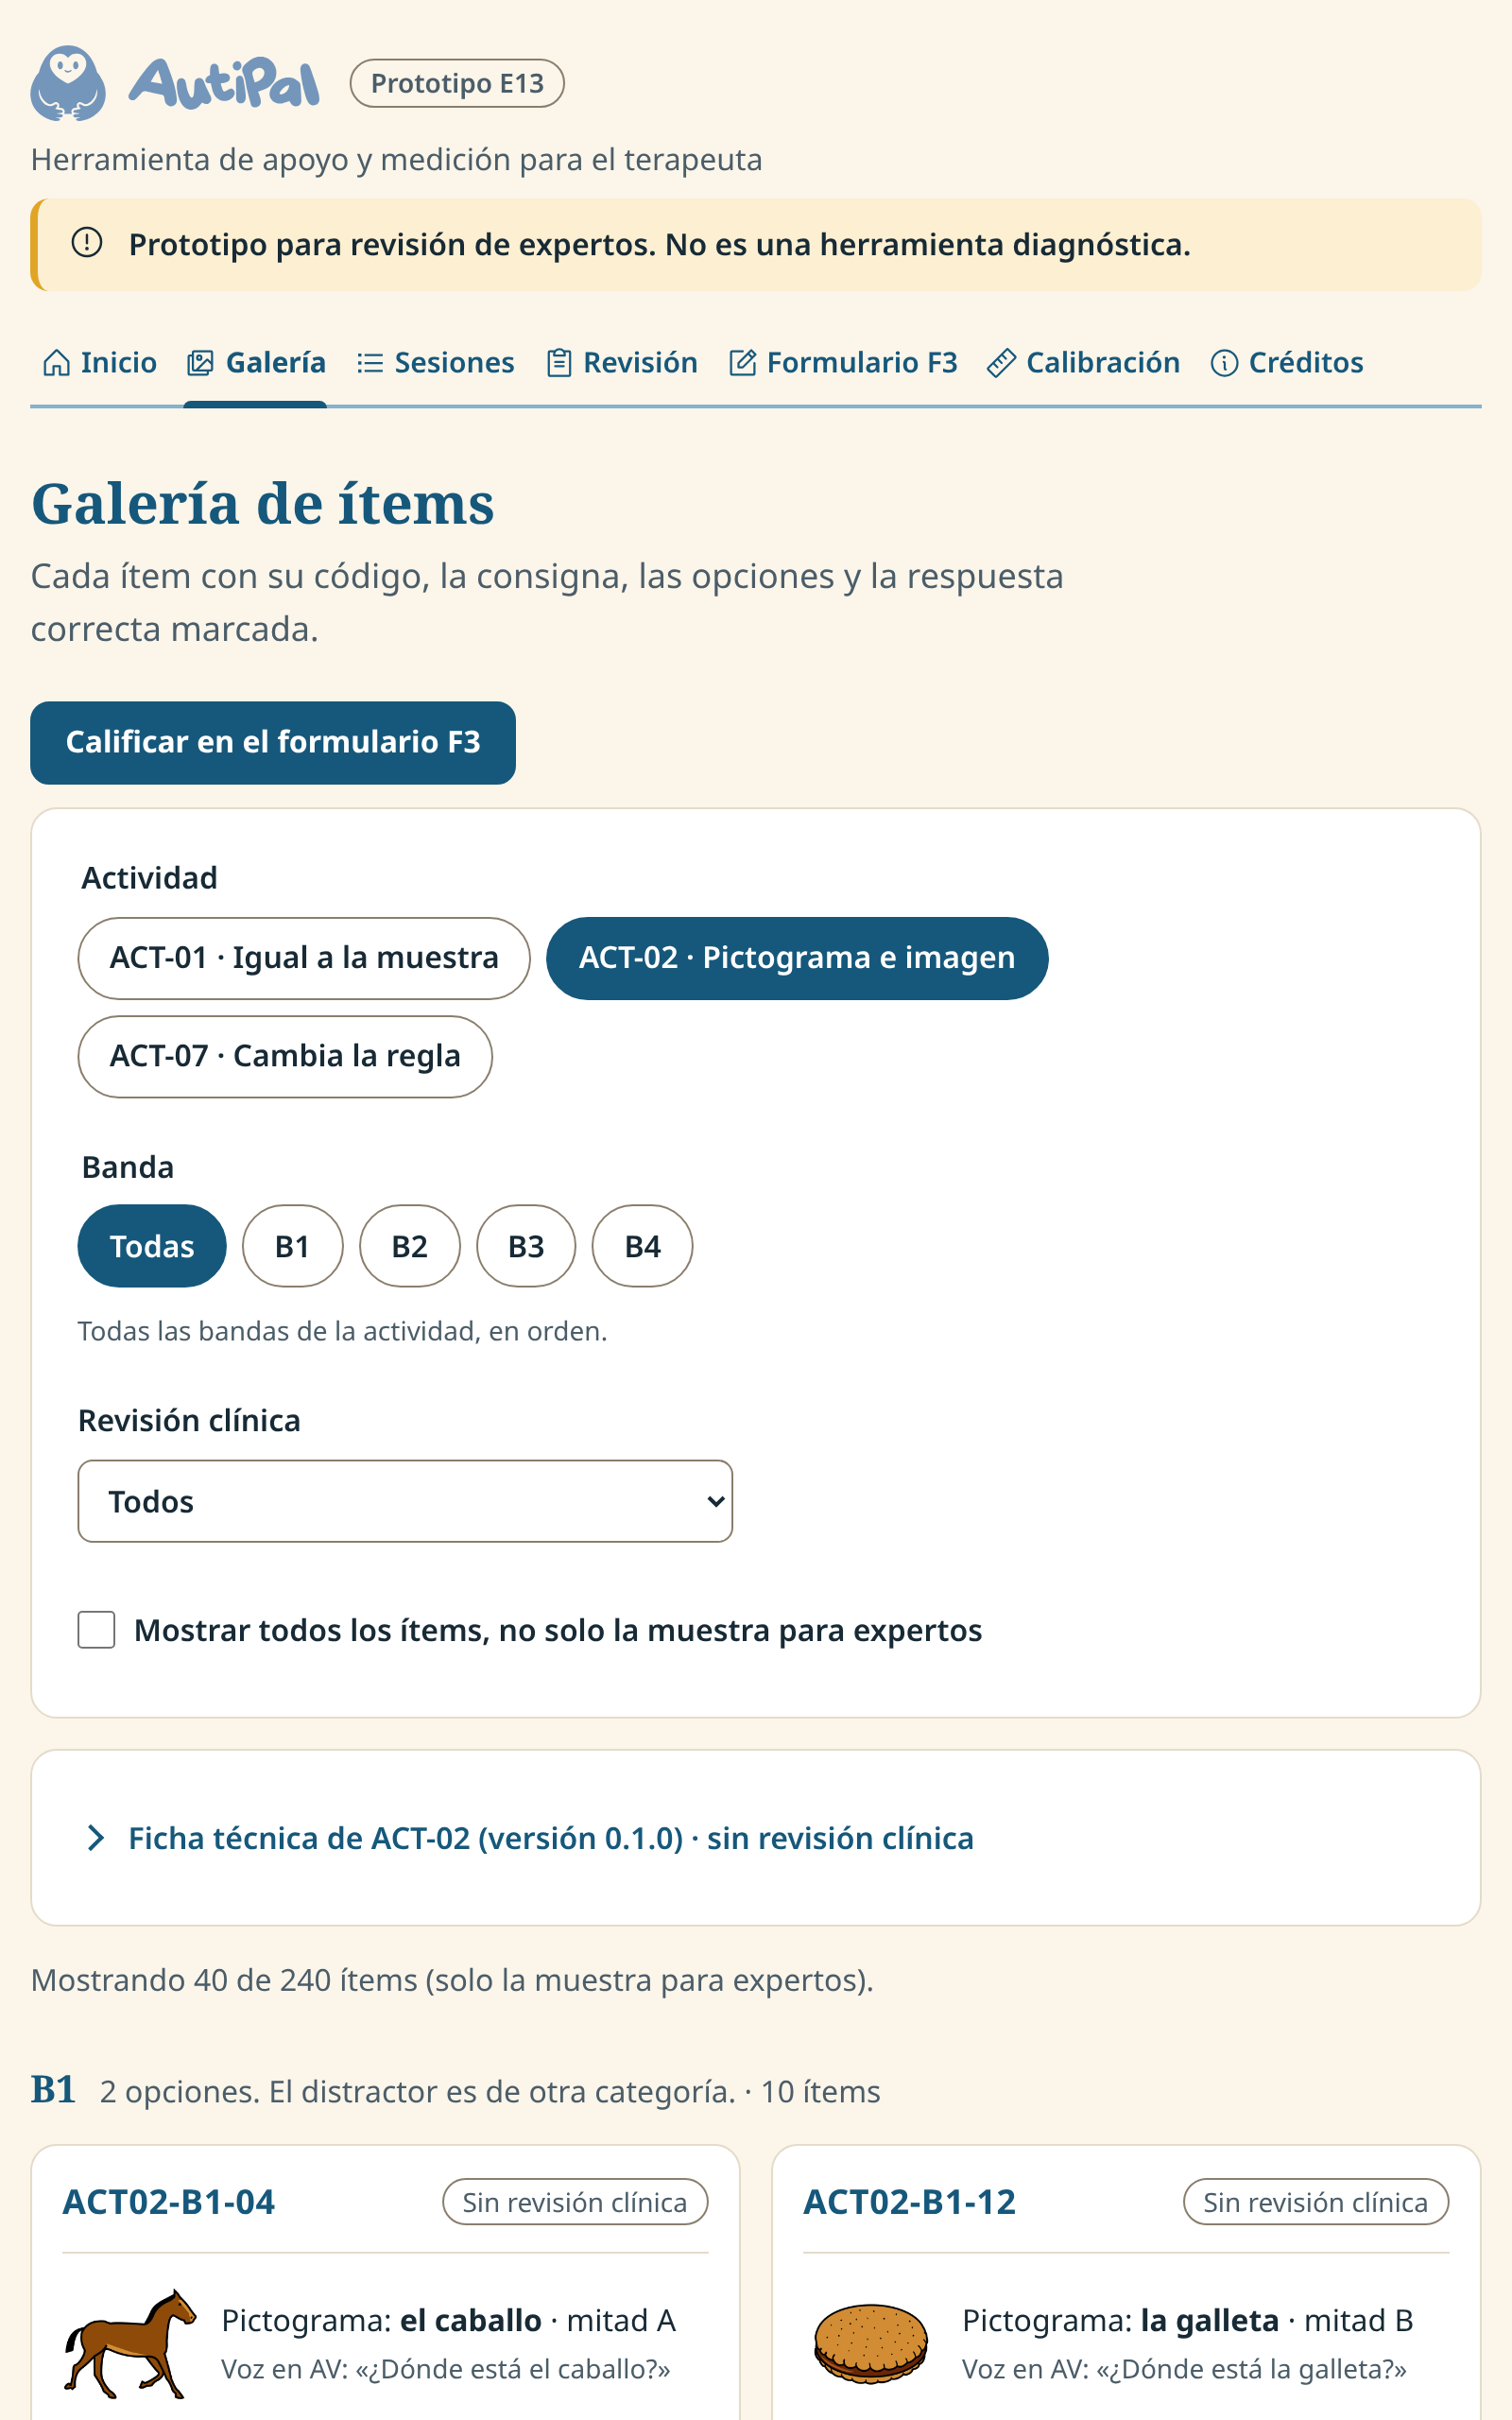 AutiPal
Prototipo E13
Herramienta de apoyo y medición para el terapeuta
Prototipo para revisión de expertos. No es una herramienta diagnóstica.
Inicio Galería Sesiones Revisión Formulario F3 Calibración Créditos
Galería de ítems
Cada ítem con su código, la consigna, las opciones y la respuesta
correcta marcada.
Calificar en el formulario F3
Actividad
ACT-01 · Igual a la muestra
ACT-02 · Pictograma e imagen
ACT-07 · Cambia la regla
Banda
Todas B1 B2 B3 B4
Todas las bandas de la actividad, en orden.
Revisión clínica
Todos
Mostrar todos los ítems, no solo la muestra para expertos
Ficha técnica de ACT-02 (versión 0.1.0) · sin revisión clínica
Mostrando 40 de 240 ítems (solo la muestra para expertos).
B1 2 opciones. El distractor es de otra categoría. · 10 ítems
ACT02-B1-04
Sin revisión clínica
Pictograma: el caballo · mitad A
Voz en AV: «¿Dónde está el caballo?»
ACT02-B1-12
Sin revisión clínica
Pictograma: la galleta · mitad B
Voz en AV: «¿Dónde está la galleta?»